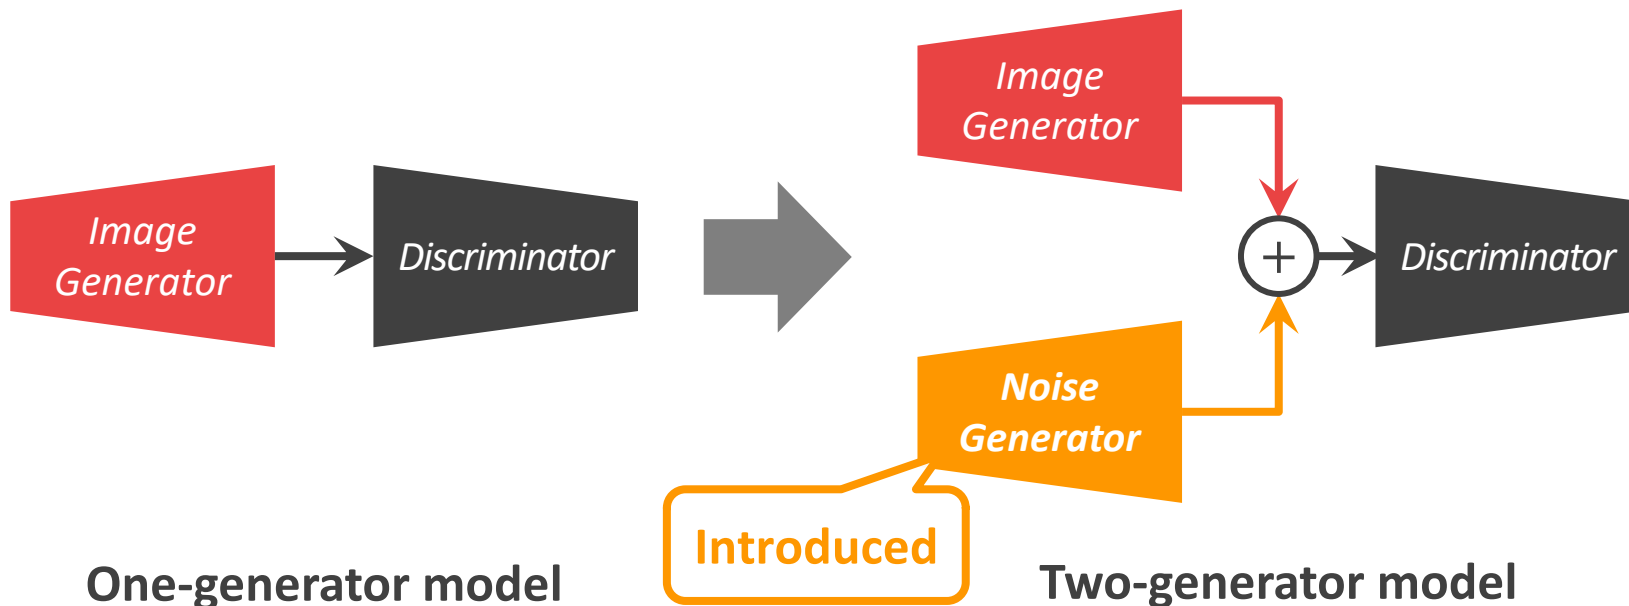 Image
Generator
Discriminator
One-generator model
Image
Generator
+
Discriminator
Noise
Generator
Introduced
Two-generator model